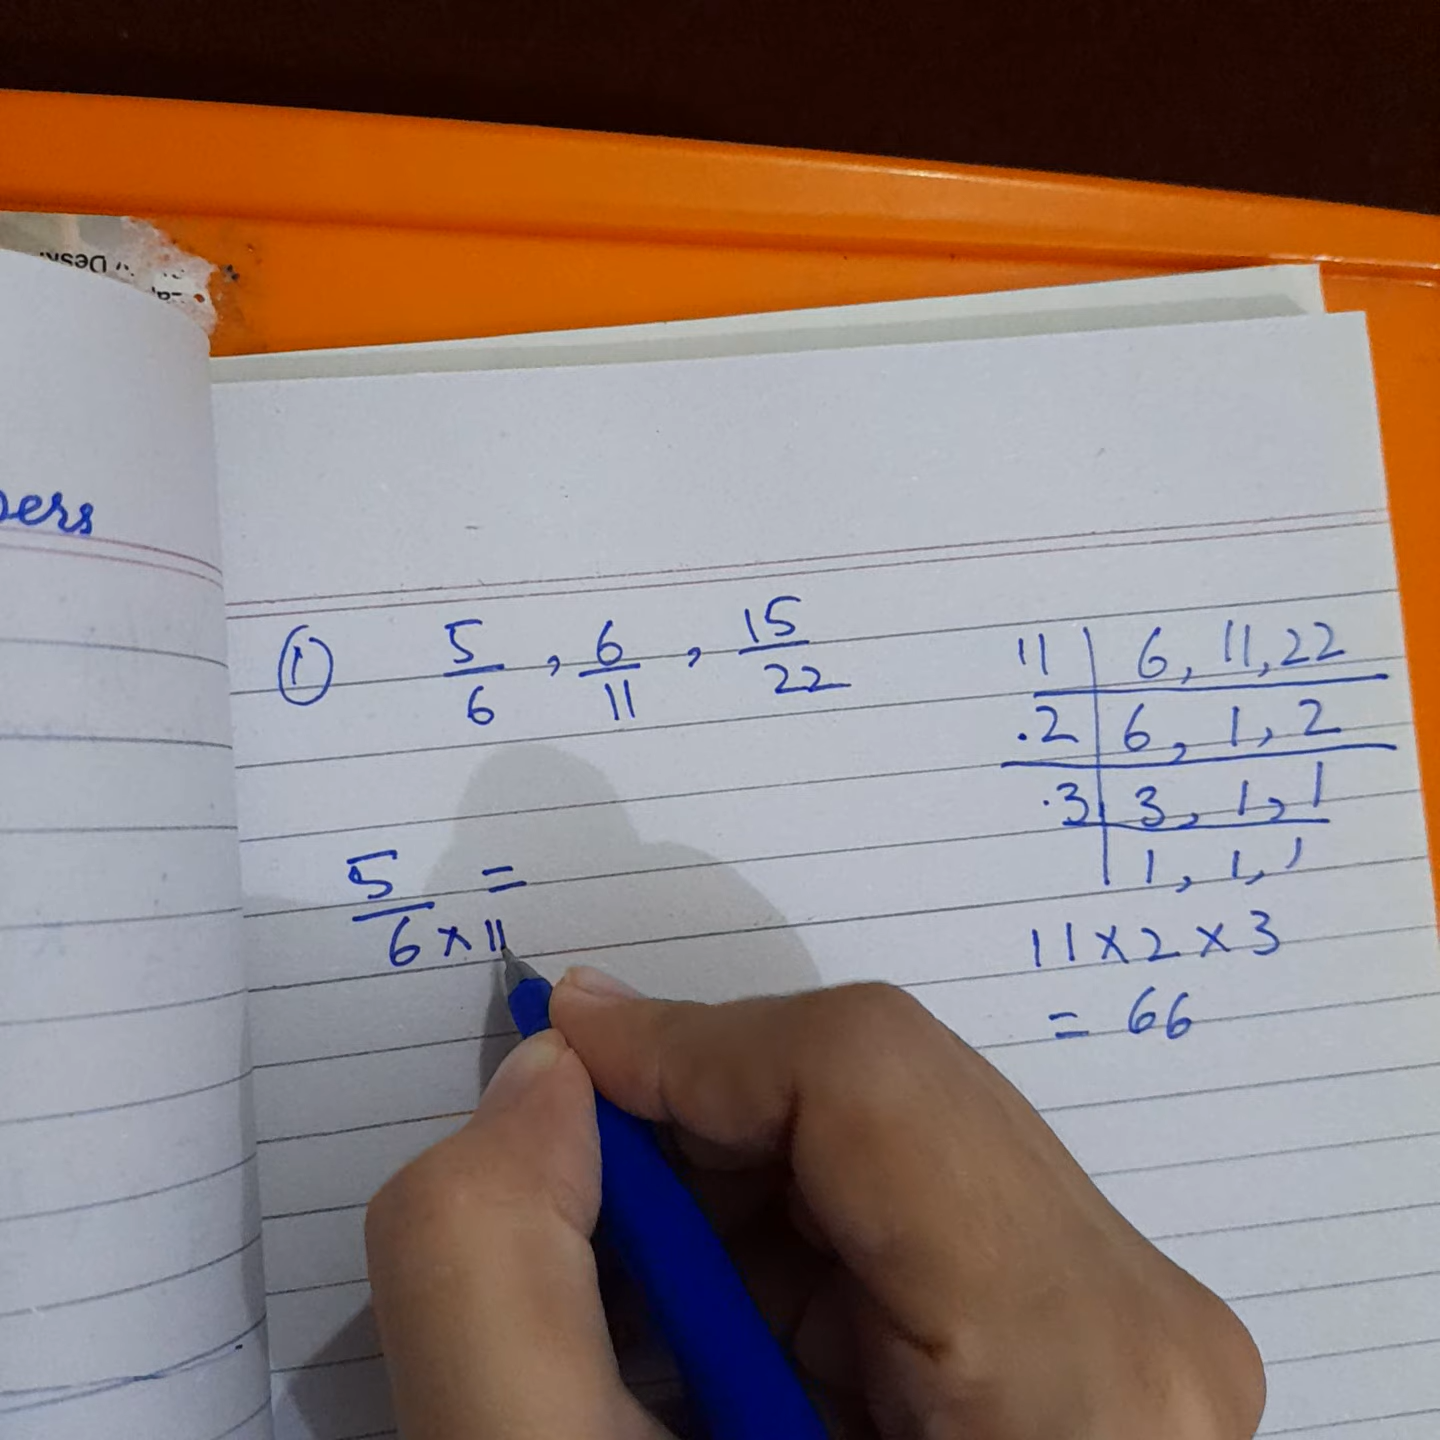 bers
① 5/6 , 6/11 , 15/22
5/6 × 11 =
11 | 6, 11, 22
.2 | 6, 1, 2
.3 | 3, 1, 1
| 1, 1, 1
11 × 2 × 3
= 66